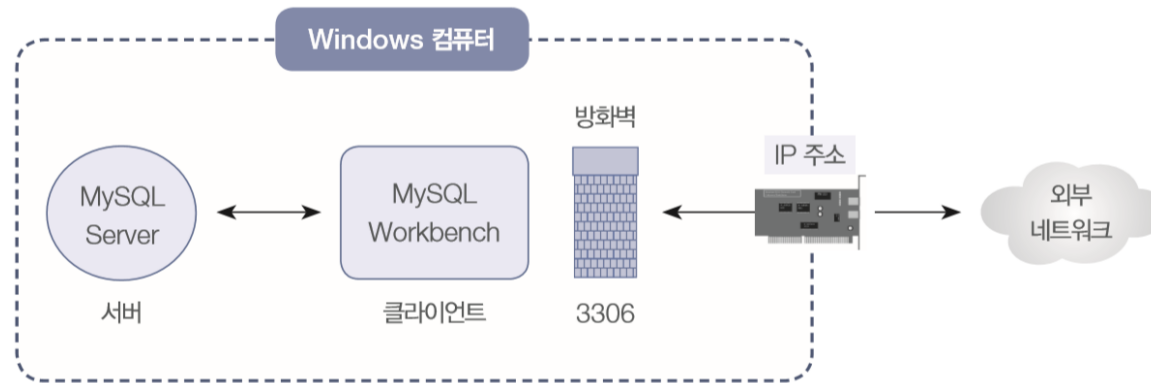 Windows 컴퓨터
방화벽
IP 주소
MySQL
Server
MySQL
Workbench
외부
네트워크
서버
클라이언트
3306